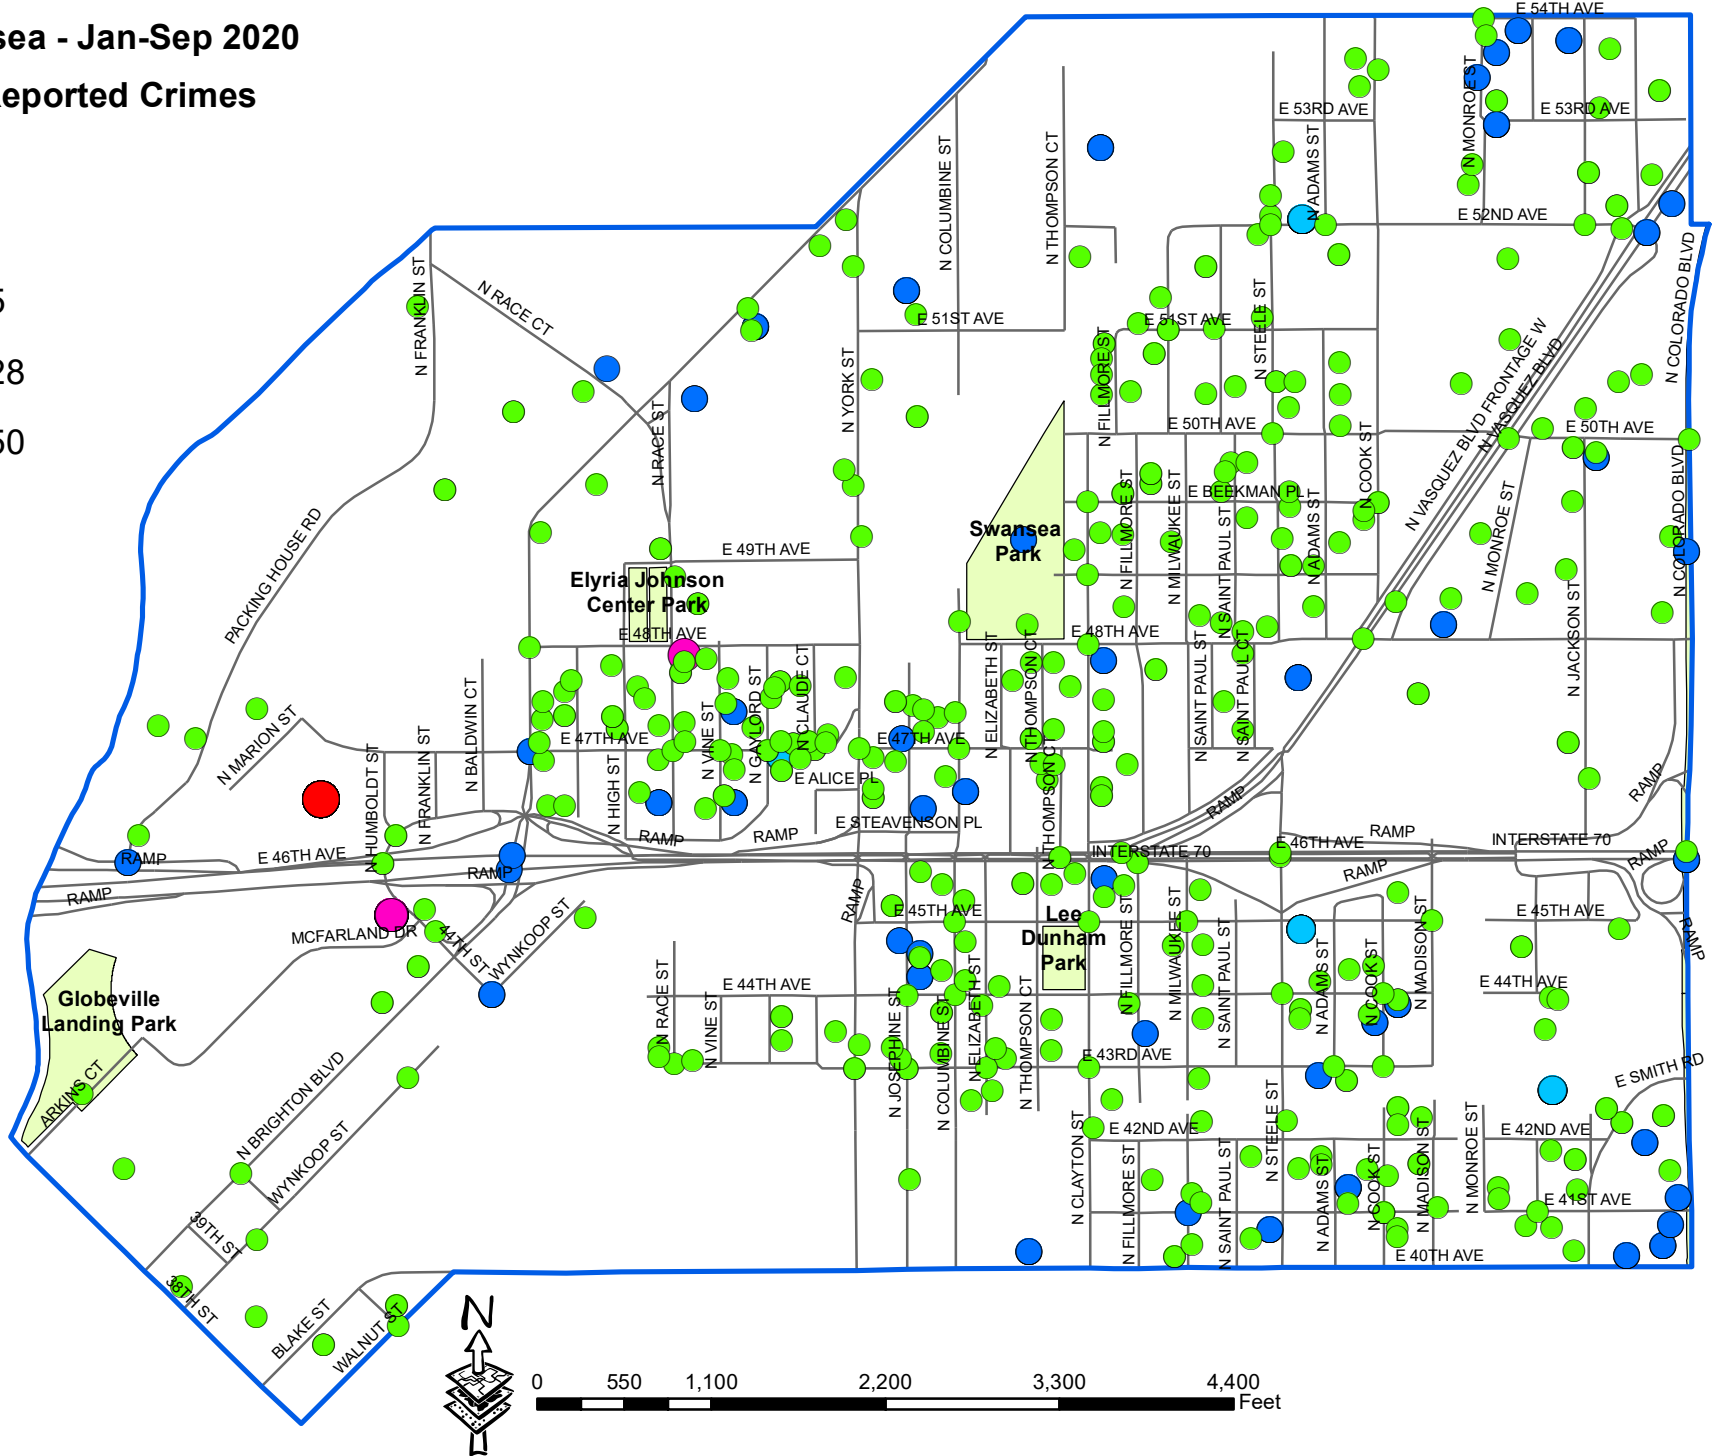 sea - Jan-Sep 2020
eported Crimes
5
28
50
E 54TH AVE
N MONROE ST
E 53RD AVE
E 53RD AVE
N ADAMS ST
N COLUMBINE ST
N THOMPSON CT
E 52ND AVE
N FRANKLIN ST
N RACE CT
N STEELE ST
N COLORADO BLVD
E 51ST AVE
E 51ST AVE
N YORK ST
N FILLMORE ST
N VASQUEZ BLVD FRONTAGE W
N VASQUEZ BLVD
N RACE ST
E 50TH AVE
E 50TH AVE
N COOK ST
PACKING HOUSE RD
E BEEKMAN PL
N FILLMORE ST
N MILWAUKEE ST
N SAINT PAUL ST
N ADAMS ST
N MONROE ST
N COLORADO BLVD
Swansea
Park
E 49TH AVE
Elyria Johnson
Center Park
E 48TH AVE
E 48TH AVE
N JACKSON ST
N ELIZABETH ST
N THOMPSON CT
N SAINT PAUL ST
N SAINT PAUL CT
N MARION ST
N HUMBOLDT ST
N FRANKLIN ST
N BALDWIN CT
E 47TH AVE
N HIGH ST
N VINE ST
N GAYLORD ST
N CLAUDE CT
E 47TH AVE
E ALICE PL
N THOMPSON CT
RAMP
RAMP
E STEAVENSON PL
RAMP
RAMP
RAMP
E 46TH AVE
RAMP
INTERSTATE 70
E 46TH AVE
RAMP
INTERSTATE 70
RAMP
RAMP
RAMP
RAMP
RAMP
MCFARLAND DR
44TH ST
WYNKOOP ST
E 45TH AVE
Lee
Dunham
Park
N FILLMORE ST
N MILWAUKEE ST
N SAINT PAUL ST
N ADAMS ST
N COOK ST
N MADISON ST
E 45TH AVE
E 44TH AVE
E 44TH AVE
Globeville
Landing Park
N RACE ST
N VINE ST
N JOSEPHINE ST
N COLUMBINE ST
N ELIZABETH ST
N THOMPSON CT
E 43RD AVE
E SMITH RD
ARKINS CT
N BRIGHTON BLVD
WYNKOOP ST
N CLAYTON ST
E 42ND AVE
N STEELE ST
E 42ND AVE
N FILLMORE ST
N SAINT PAUL ST
N ADAMS ST
N COOK ST
N MADISON ST
N MONROE ST
E 41ST AVE
E 40TH AVE
39TH ST
38TH ST
BLAKE ST
WALNUT ST
N
0 550 1,100 2,200 3,300 4,400
Feet